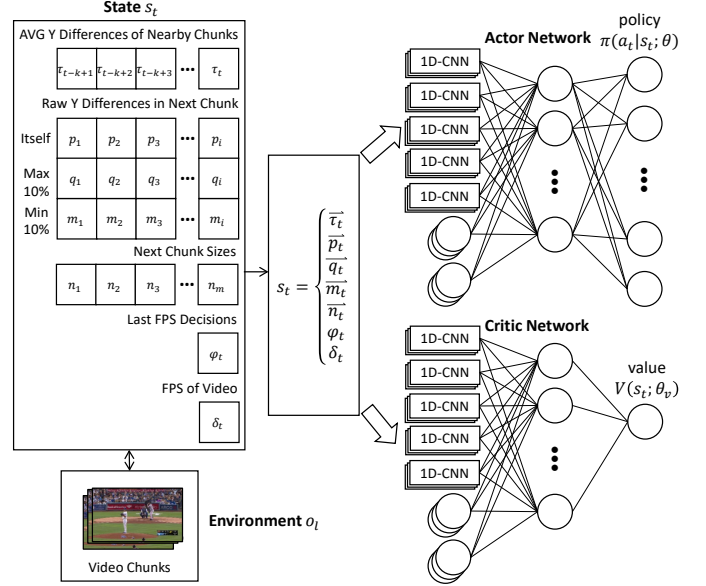 State s_t
AVG Y Differences of Nearby Chunks
τ_{t−k+1} τ_{t−k+2} τ_{t−k+3} ••• τ_t
Raw Y Differences in Next Chunk
Itself p_1 p_2 p_3 ••• p_i
Max 10% q_1 q_2 q_3 ••• q_i
Min 10% m_1 m_2 m_3 ••• m_i
Next Chunk Sizes
n_1 n_2 n_3 ••• n_m
Last FPS Decisions
φ_t
FPS of Video
δ_t
Video Chunks
Environment o_l
s_t = {
τ_t
p_t
q_t
m_t
n_t
φ_t
δ_t
Actor Network
policy
π(a_t|s_t; θ)
1D-CNN
1D-CNN
1D-CNN
1D-CNN
1D-CNN
Critic Network
value
V(s_t; θ_v)
1D-CNN
1D-CNN
1D-CNN
1D-CNN
1D-CNN